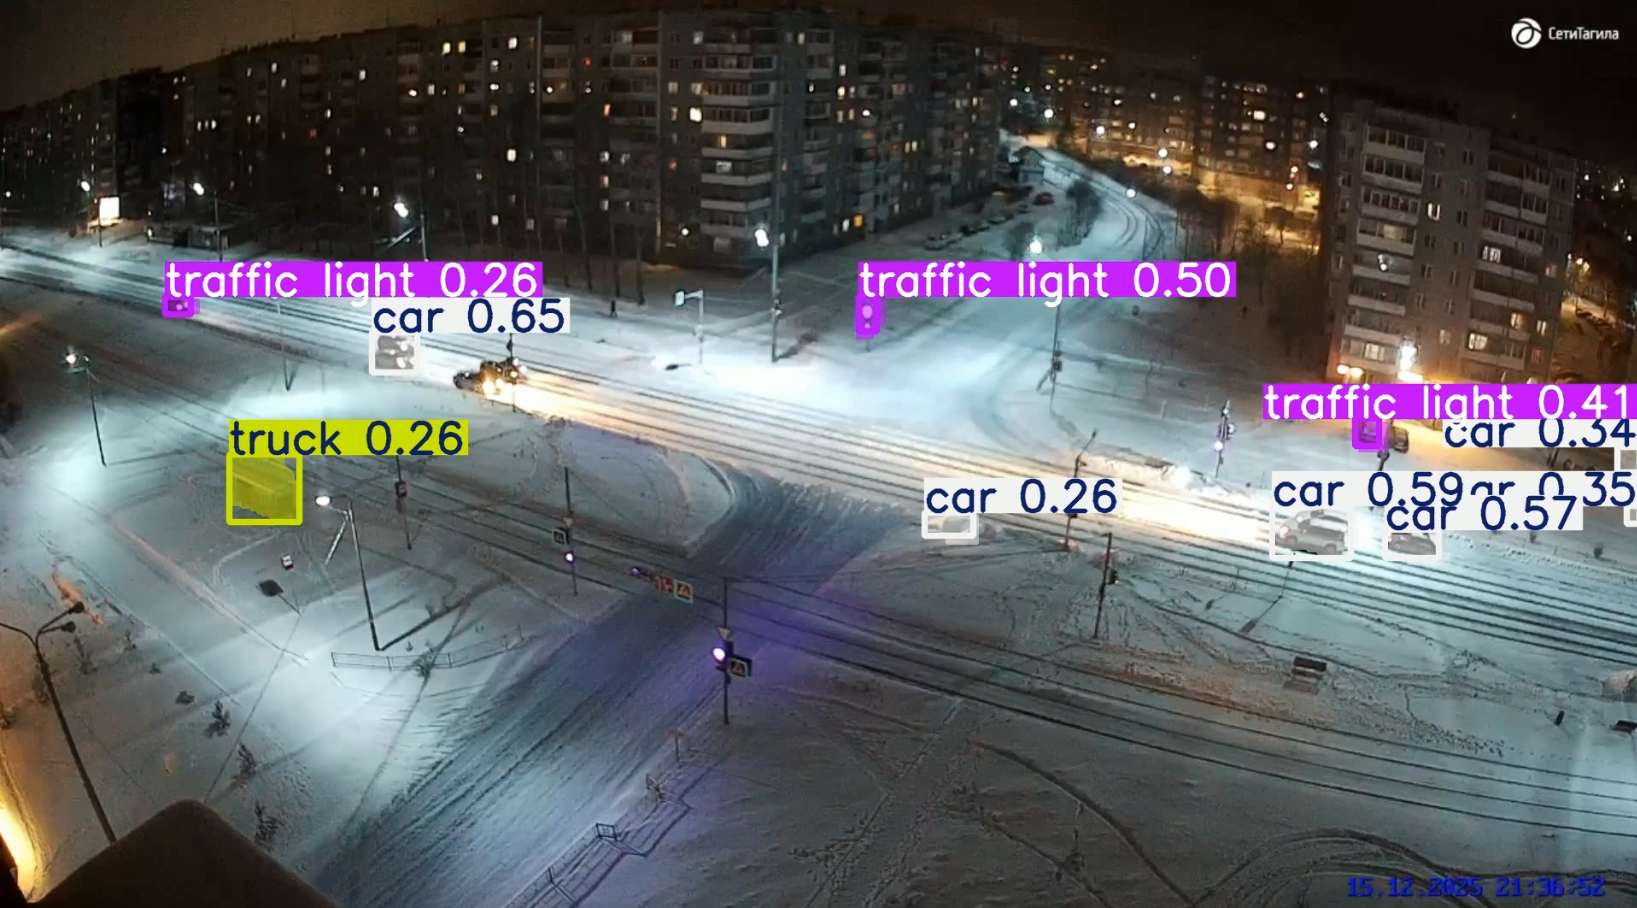 СетиТагила
traffic light 0.26
traffic light 0.50
car 0.65
traffic light 0.41
car 0.34
truck 0.26
car 0.26
car 0.59
0.35
car 0.57
15.12.2025 21:36:52